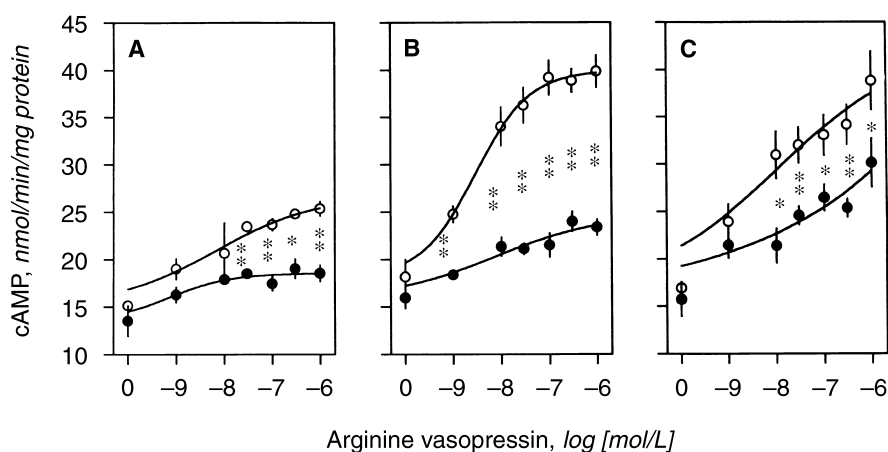 45
40
35
30
25
20
15
10
cAMP, nmol/min/mg protein
A
**
**
*
**
0 –9 –8 –7 –6
B
**
**
**
**
**
**
0 –9 –8 –7 –6
C
*
**
*
**
*
0 –9 –8 –7 –6
Arginine vasopressin, log [mol/L]